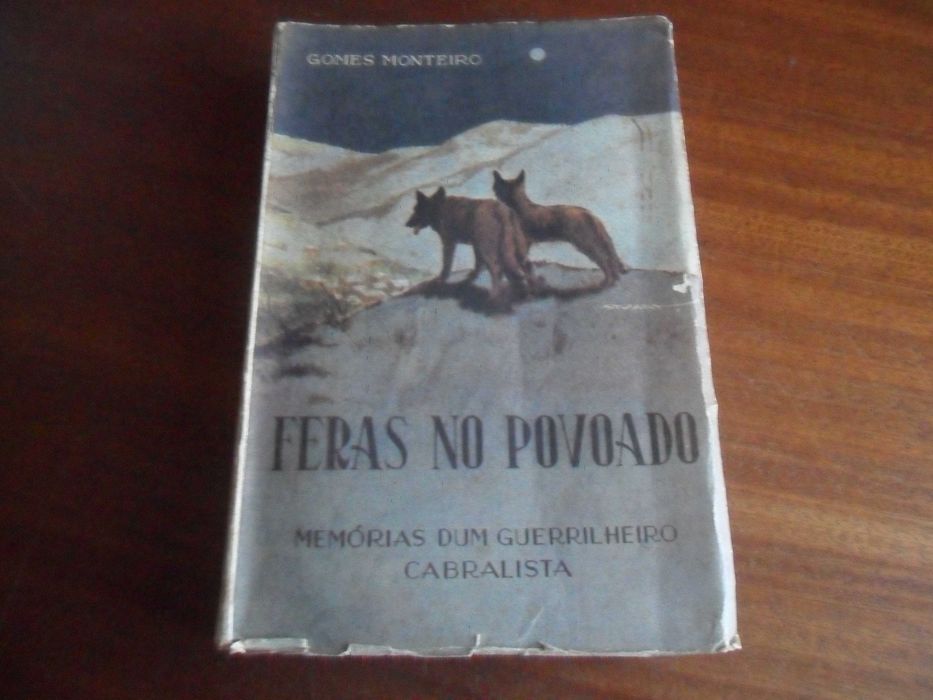 GOMES MONTEIRO
FERAS NO POVOADO
MEMÓRIAS DUM GUERRILHEIRO
CABRALISTA